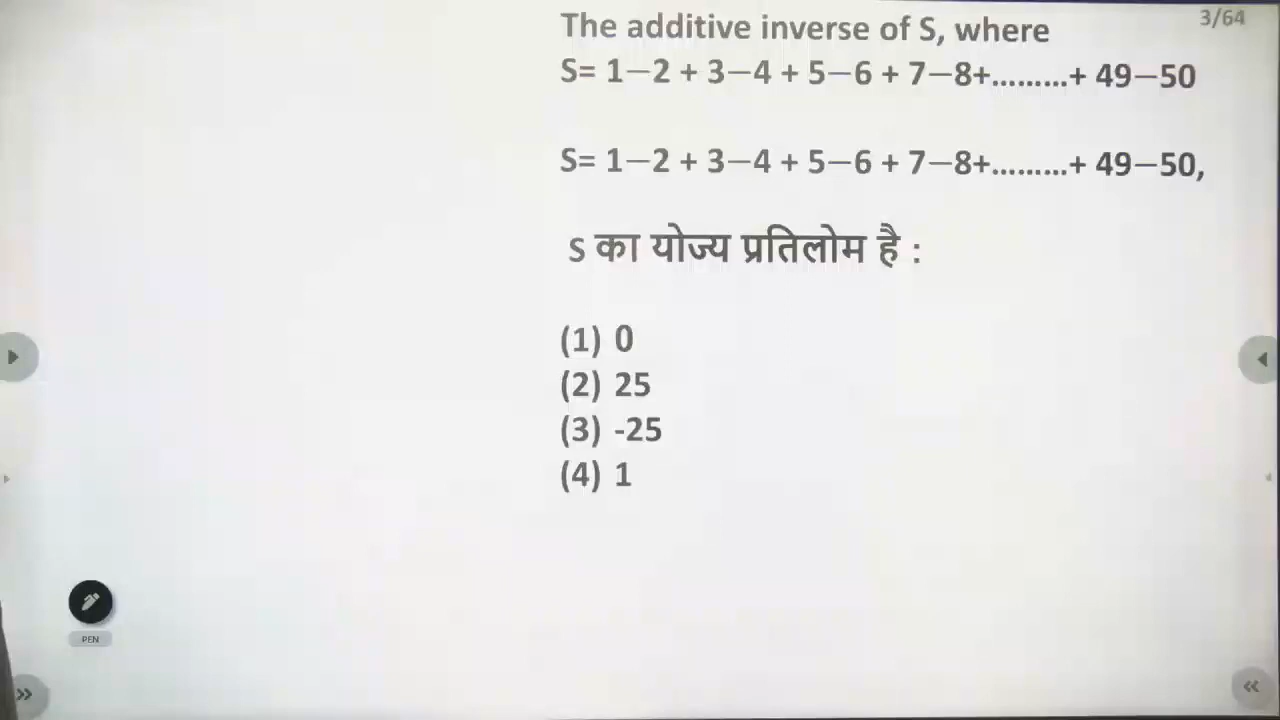 3/64
The additive inverse of S, where
S= 1—2 + 3—4 + 5—6 + 7—8+.........+ 49—50
S= 1—2 + 3—4 + 5—6 + 7—8+.........+ 49—50,
S का योज्य प्रतिलोम है :
(1) 0
(2) 25
(3) -25
(4) 1
PEN